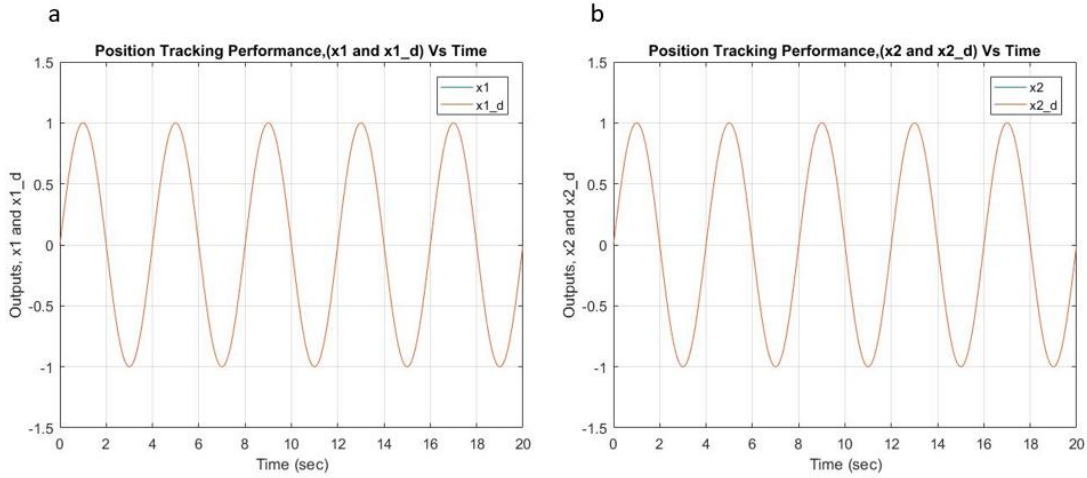 a
Position Tracking Performance,(x1 and x1_d) Vs Time
1.5
1
0.5
0
-0.5
-1
-1.5
Outputs, x1 and x1_d
x1
x1_d
0 2 4 6 8 10 12 14 16 18 20
Time (sec)
b
Position Tracking Performance,(x2 and x2_d) Vs Time
1.5
1
0.5
0
-0.5
-1
-1.5
Outputs, x2 and x2_d
x2
x2_d
0 2 4 6 8 10 12 14 16 18 20
Time (sec)